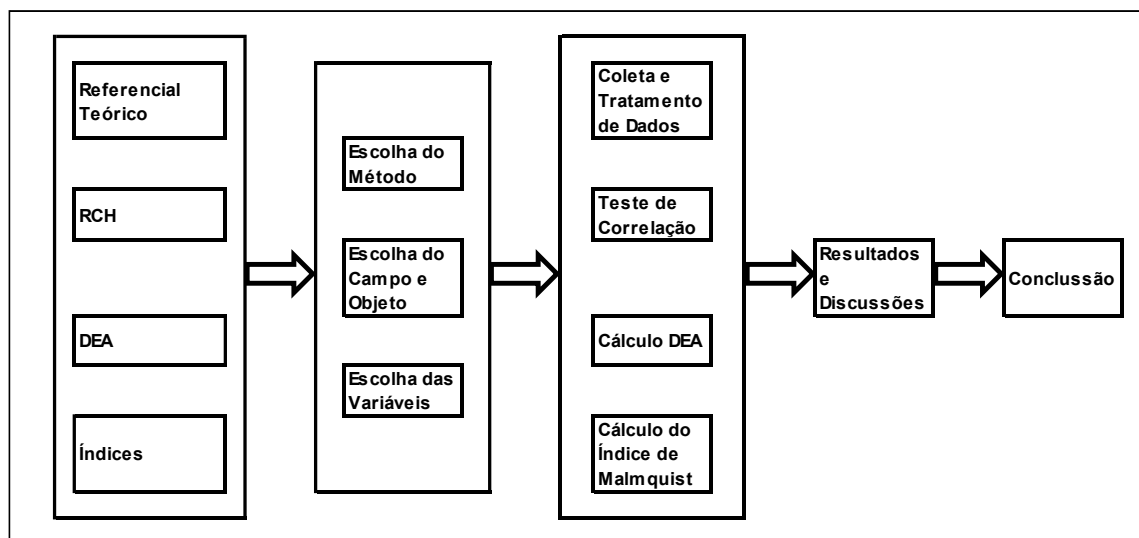 Referencial
Teórico
RCH
DEA
Índices
Escolha do
Método
Escolha do
Campo e
Objeto
Escolha das
Variáveis
Coleta e
Tratamento
de Dados
Teste de
Correlação
Cálculo DEA
Cálculo do
Índice de
Malmquist
Resultados
e
Discussões
Conclussão